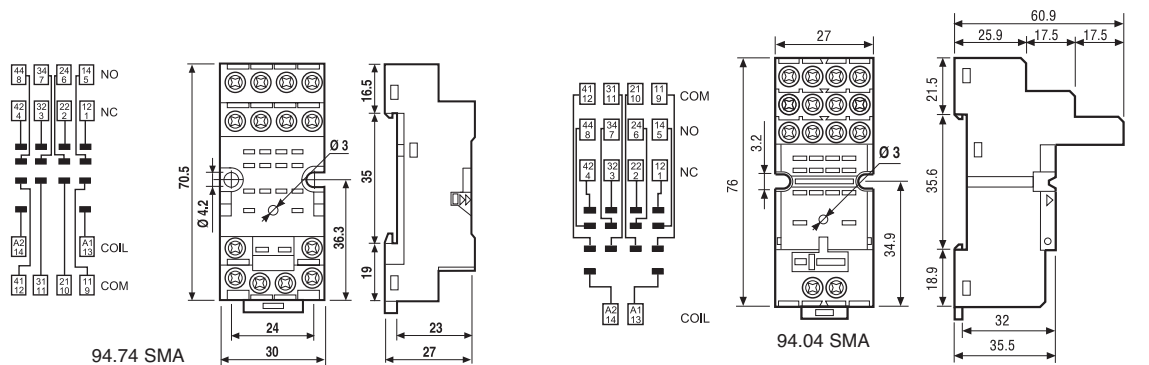 44 34 24 14
8 7 6 5
NO
42 32 22 12
4 3 2 1
NC
A2 A1
14 13
COIL
41 31 21 11
12 11 10 9
COM
94.74 SMA
70.5
Ø 4.2
Ø 3
36.3
24
30
16.5
35
19
23
27
41 31 21 11
12 11 10 9
COM
44 34 24 14
8 7 6 5
NO
42 32 22 12
4 3 2 1
NC
A2 A1
14 13
COIL
27
76
3.2
Ø 3
34.9
94.04 SMA
60.9
25.9 17.5 17.5
21.5
35.6
18.9
32
35.5